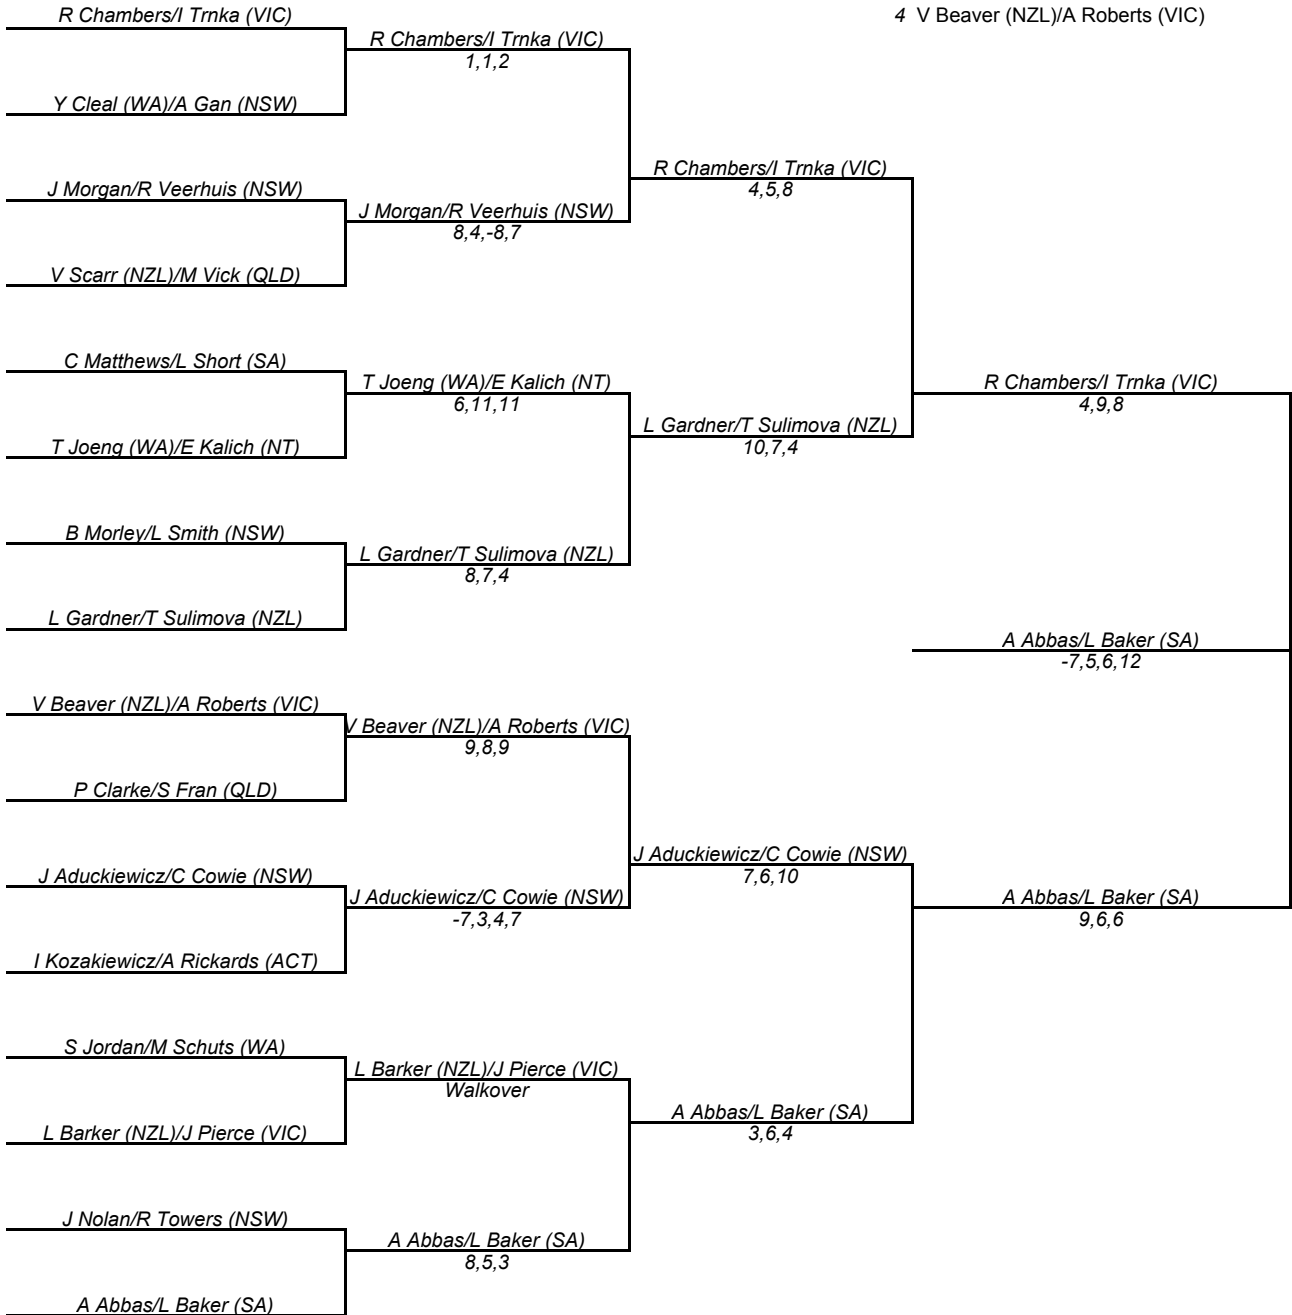 R Chambers/I Trnka (VIC)
4 V Beaver (NZL)/A Roberts (VIC)
R Chambers/I Trnka (VIC)
1,1,2
Y Cleal (WA)/A Gan (NSW)
R Chambers/I Trnka (VIC)
4,5,8
J Morgan/R Veerhuis (NSW)
J Morgan/R Veerhuis (NSW)
8,4,-8,7
V Scarr (NZL)/M Vick (QLD)
C Matthews/L Short (SA)
T Joeng (WA)/E Kalich (NT)
6,11,11
R Chambers/I Trnka (VIC)
4,9,8
L Gardner/T Sulimova (NZL)
10,7,4
T Joeng (WA)/E Kalich (NT)
B Morley/L Smith (NSW)
L Gardner/T Sulimova (NZL)
8,7,4
L Gardner/T Sulimova (NZL)
A Abbas/L Baker (SA)
-7,5,6,12
V Beaver (NZL)/A Roberts (VIC)
V Beaver (NZL)/A Roberts (VIC)
9,8,9
P Clarke/S Fran (QLD)
J Aduckiewicz/C Cowie (NSW)
7,6,10
J Aduckiewicz/C Cowie (NSW)
J Aduckiewicz/C Cowie (NSW)
-7,3,4,7
A Abbas/L Baker (SA)
9,6,6
I Kozakiewicz/A Rickards (ACT)
S Jordan/M Schuts (WA)
L Barker (NZL)/J Pierce (VIC)
Walkover
A Abbas/L Baker (SA)
3,6,4
L Barker (NZL)/J Pierce (VIC)
J Nolan/R Towers (NSW)
A Abbas/L Baker (SA)
8,5,3
A Abbas/L Baker (SA)